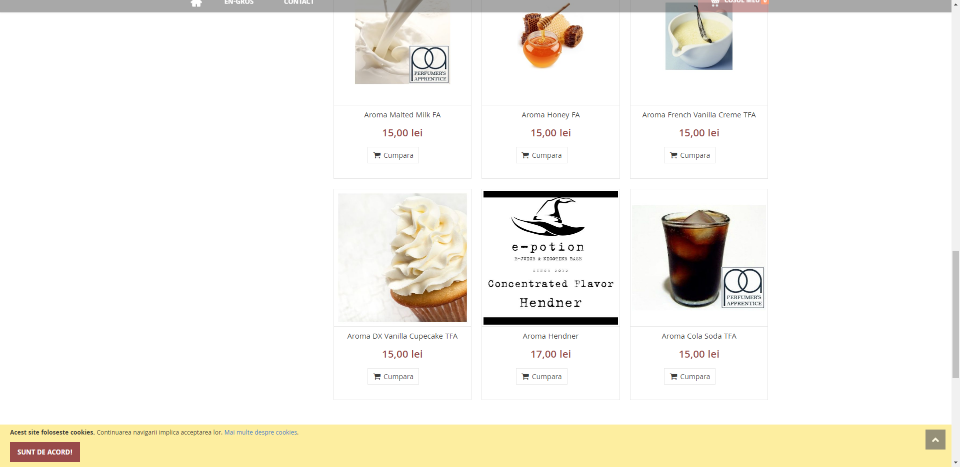 EN-GROS CONTACT COSUL MEU
PERFUMER'S
APPRENTICE
Aroma Malted Milk FA Aroma Honey FA Aroma French Vanilla Creme TFA
15,00 lei 15,00 lei 15,00 lei
Cumpara Cumpara Cumpara
e-potion
Concentrated Flavor
Hendner
PERFUMER'S
APPRENTICE
Aroma DX Vanilla Cupecake TFA Aroma Hendner Aroma Cola Soda TFA
15,00 lei 17,00 lei 15,00 lei
Cumpara Cumpara Cumpara
Acest site foloseste cookies. Continuarea navigarii implica acceptarea lor. Mai multe despre cookies.
SUNT DE ACORD!